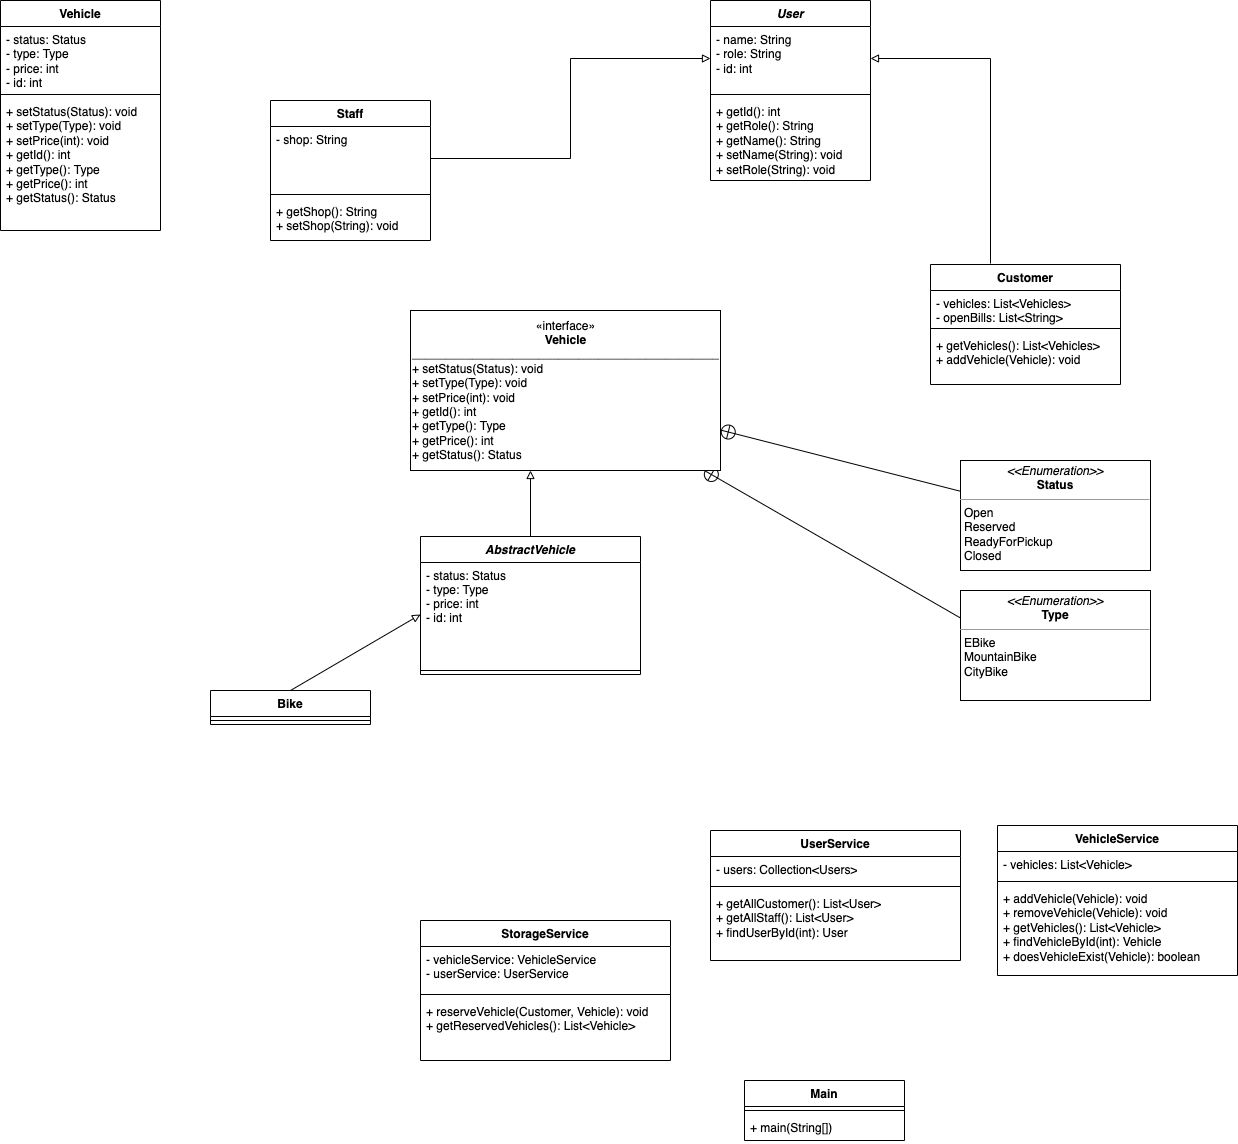 Vehicle
- status: Status
- type: Type
- price: int
- id: int
+ setStatus(Status): void
+ setType(Type): void
+ setPrice(int): void
+ getId(): int
+ getType(): Type
+ getPrice(): int
+ getStatus(): Status
User
- name: String
- role: String
- id: int
+ getId(): int
+ getRole(): String
+ getName(): String
+ setName(String): void
+ setRole(String): void
Staff
- shop: String
+ getShop(): String
+ setShop(String): void
Customer
- vehicles: List<Vehicles>
- openBills: List<String>
+ getVehicles(): List<Vehicles>
+ addVehicle(Vehicle): void
«interface»
Vehicle
+ setStatus(Status): void
+ setType(Type): void
+ setPrice(int): void
+ getId(): int
+ getType(): Type
+ getPrice(): int
+ getStatus(): Status
<<Enumeration>>
Status
Open
Reserved
ReadyForPickup
Closed
AbstractVehicle
- status: Status
- type: Type
- price: int
- id: int
<<Enumeration>>
Type
EBike
MountainBike
CityBike
Bike
UserService
- users: Collection<Users>
+ getAllCustomer(): List<User>
+ getAllStaff(): List<User>
+ findUserById(int): User
VehicleService
- vehicles: List<Vehicle>
+ addVehicle(Vehicle): void
+ removeVehicle(Vehicle): void
+ getVehicles(): List<Vehicle>
+ findVehicleById(int): Vehicle
+ doesVehicleExist(Vehicle): boolean
StorageService
- vehicleService: VehicleService
- userService: UserService
+ reserveVehicle(Customer, Vehicle): void
+ getReservedVehicles(): List<Vehicle>
Main
+ main(String[])